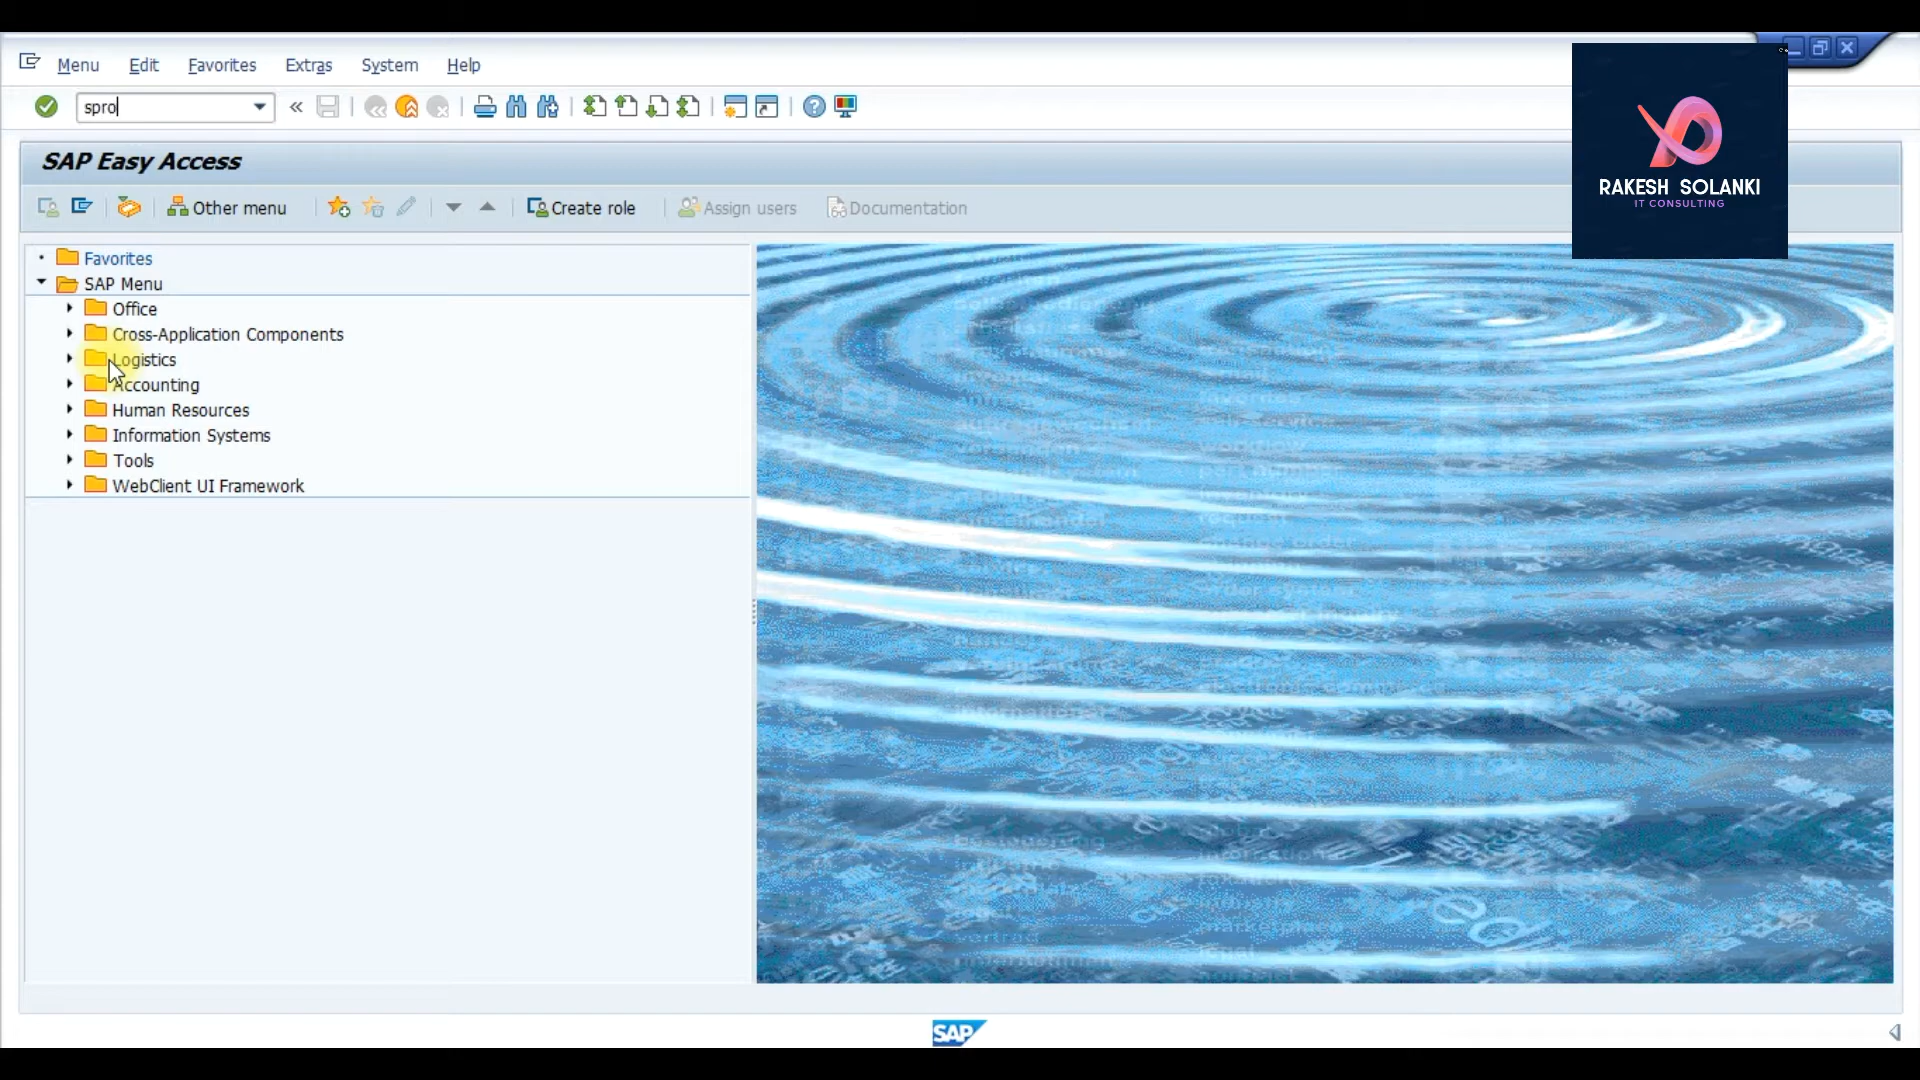 Menu Edit Favorites Extras System Help
spro
SAP Easy Access
Other menu Create role Assign users Documentation
RAKESH SOLANKI
IT CONSULTING
Favorites
SAP Menu
Office
Cross-Application Components
Logistics
Accounting
Human Resources
Information Systems
Tools
WebClient UI Framework
SAP